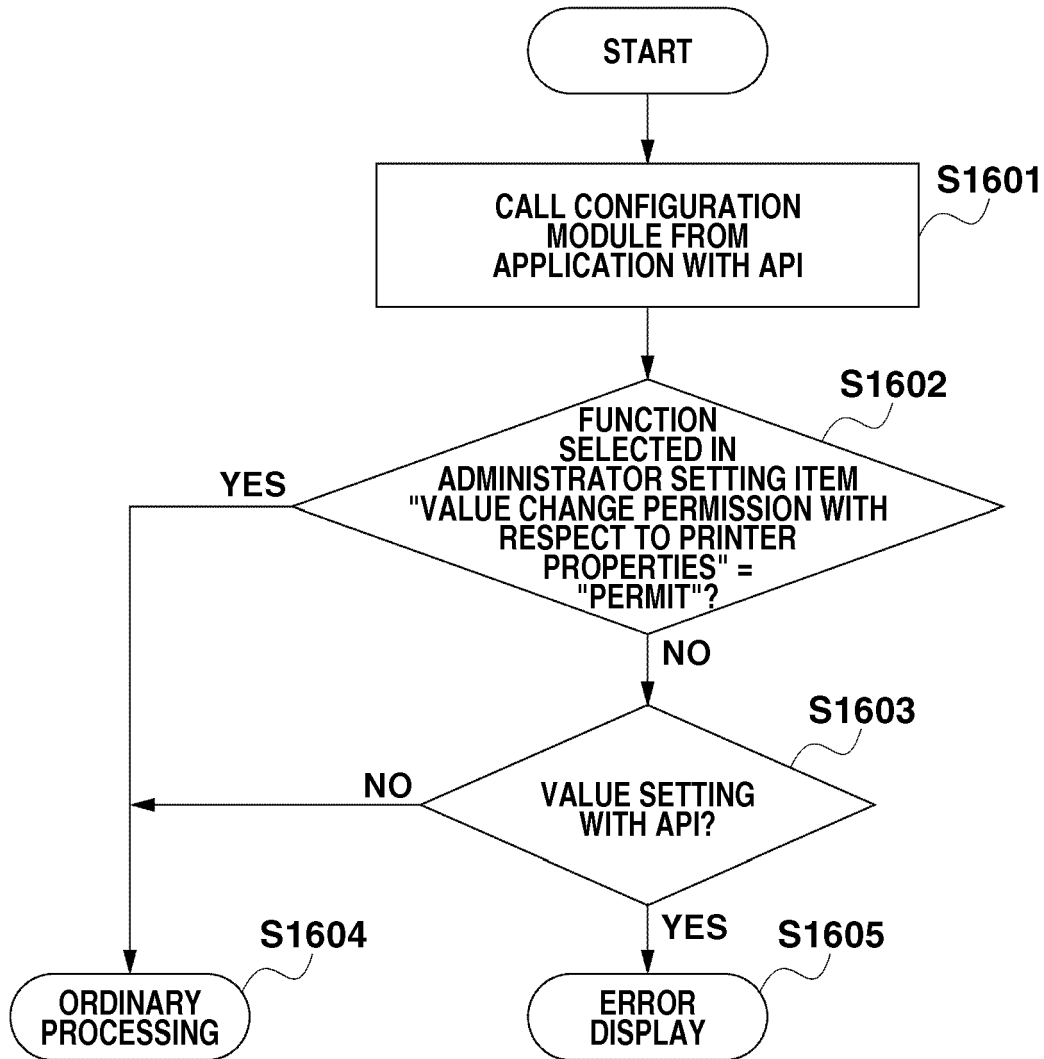 START
S1601
CALL CONFIGURATION
MODULE FROM
APPLICATION WITH API
S1602
FUNCTION
SELECTED IN
ADMINISTRATOR SETTING ITEM
"VALUE CHANGE PERMISSION WITH
RESPECT TO PRINTER
PROPERTIES" =
"PERMIT"?
YES
NO
S1603
VALUE SETTING
WITH API?
NO
YES
S1604
ORDINARY
PROCESSING
S1605
ERROR
DISPLAY